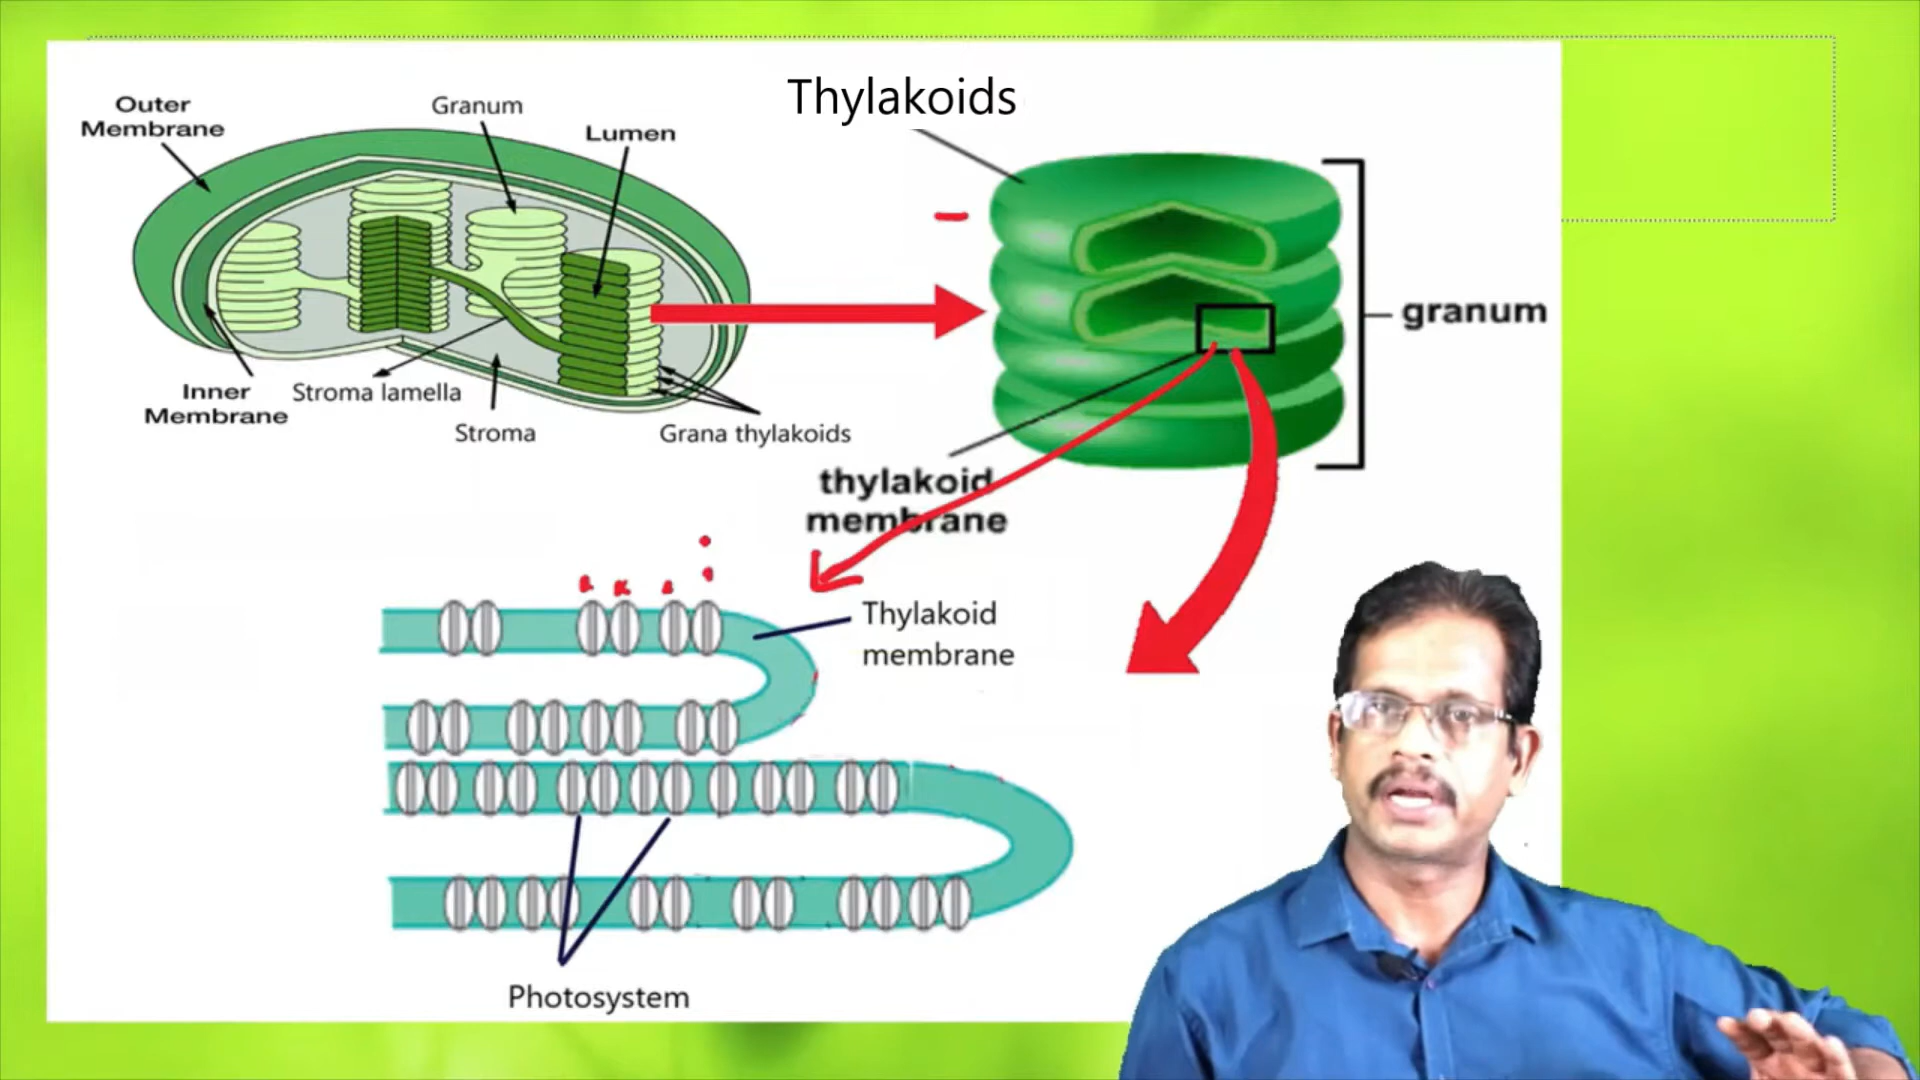 Thylakoids
Outer
Membrane
Granum
Lumen
granum
Inner
Membrane
Stroma lamella
Stroma
Grana thylakoids
thylakoid
membrane
Thylakoid
membrane
Photosystem